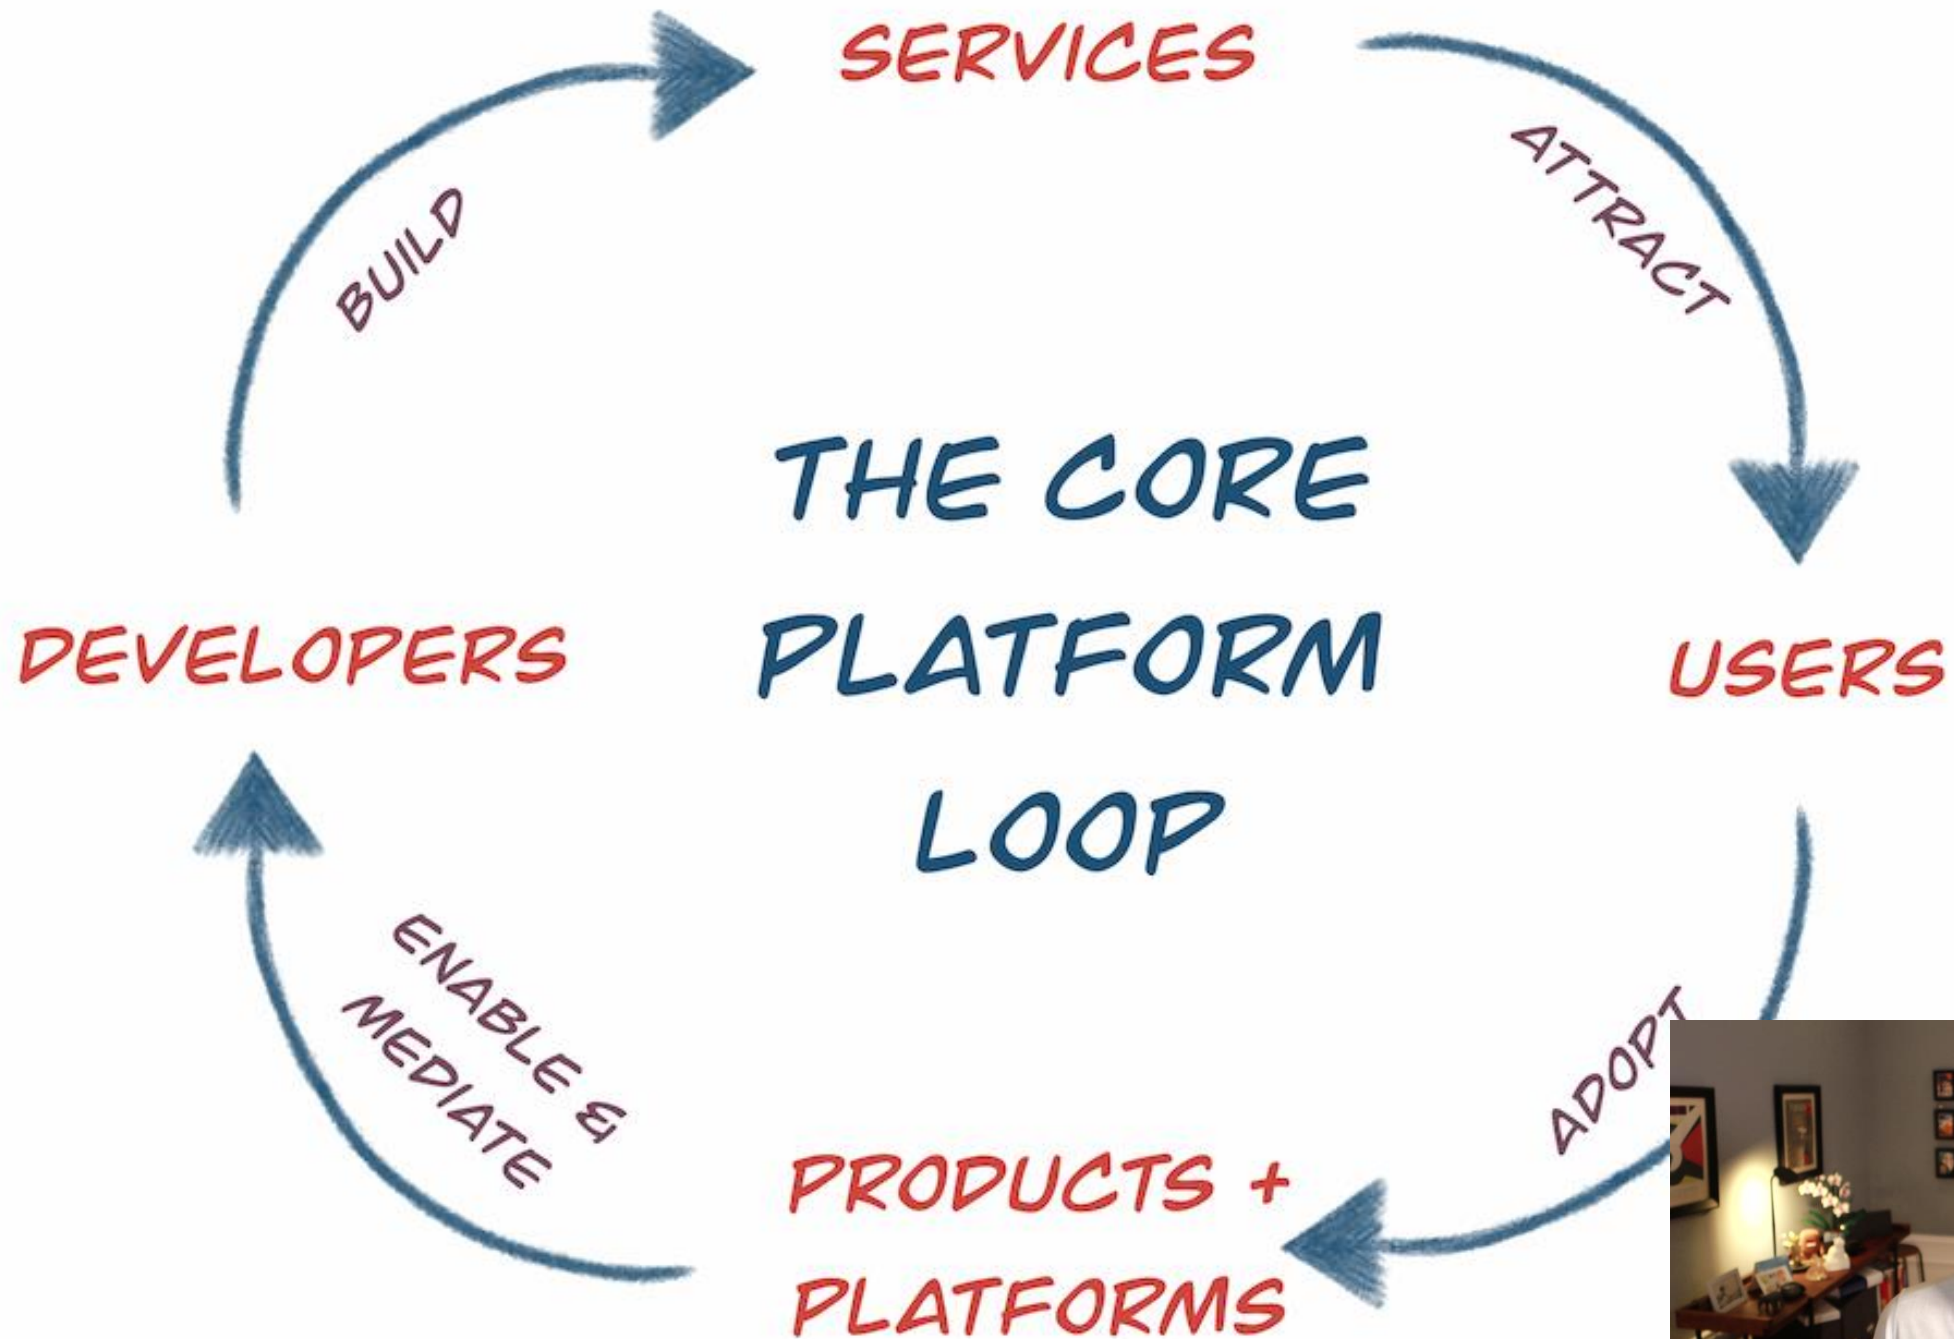 SERVICES
ATTRACT
BUILD
THE CORE
PLATFORM
LOOP
DEVELOPERS
USERS
ENABLE &
MEDIATE
ADOPT
PRODUCTS +
PLATFORMS